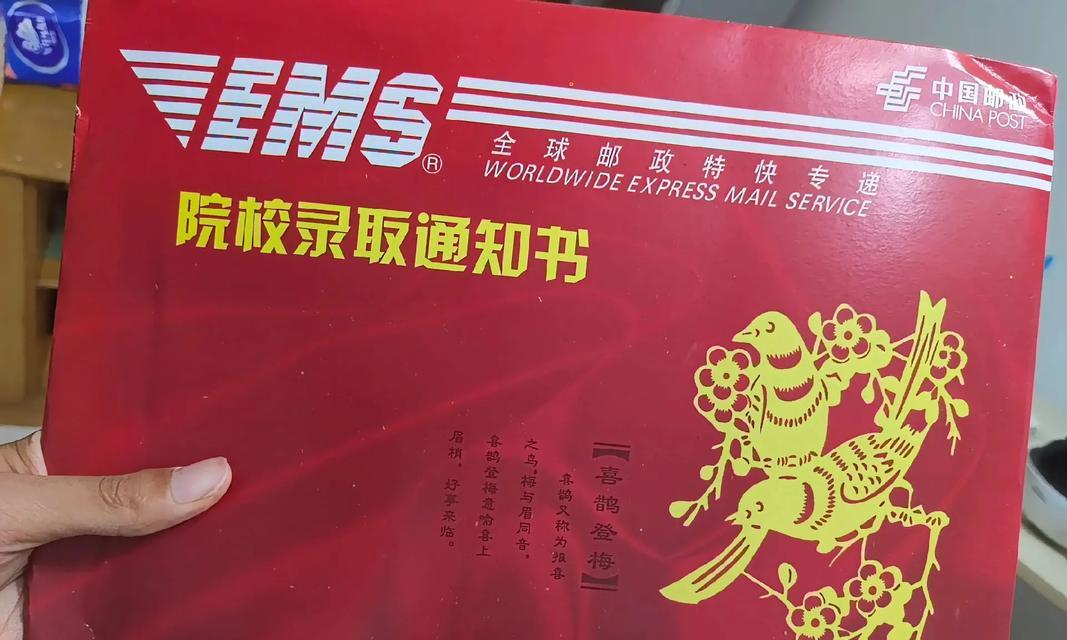 EMS®
中国邮政
CHINA POST
全球邮政特快专递
WORLDWIDE EXPRESS MAIL SERVICE
院校录取通知书
【喜鹊登梅】
喜鹊又称为报喜
之鸟，梅与眉同音，
喜鹊登梅意喻喜上
眉梢，好事来临。